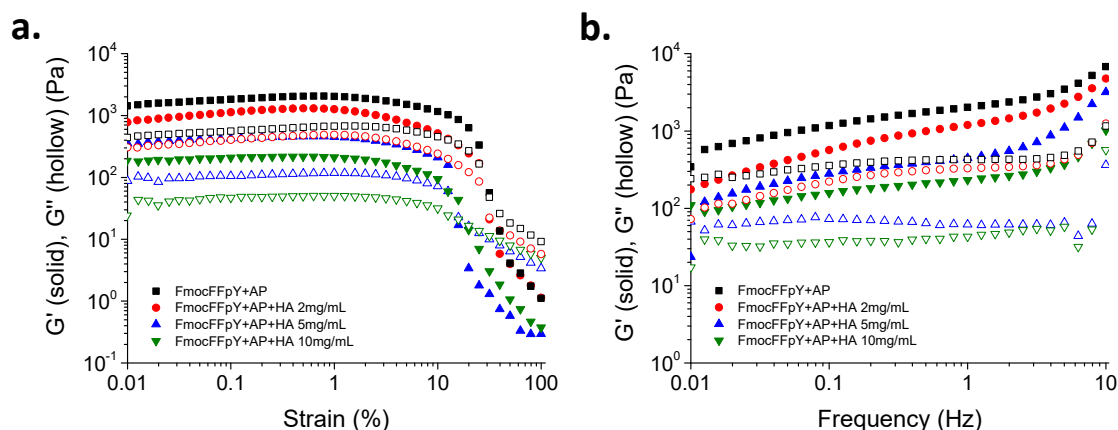 a.
G' (solid), G'' (hollow) (Pa)
10^4
10^3
10^2
10^1
10^0
10^-1
FmocFFpY+AP
FmocFFpY+AP+HA 2mg/mL
FmocFFpY+AP+HA 5mg/mL
FmocFFpY+AP+HA 10mg/mL
0.01 0.1 1 10 100
Strain (%)
b.
G' (solid), G'' (hollow) (Pa)
10^4
10^3
10^2
10^1
10^0
FmocFFpY+AP
FmocFFpY+AP+HA 2mg/mL
FmocFFpY+AP+HA 5mg/mL
FmocFFpY+AP+HA 10mg/mL
0.01 0.1 1 10
Frequency (Hz)